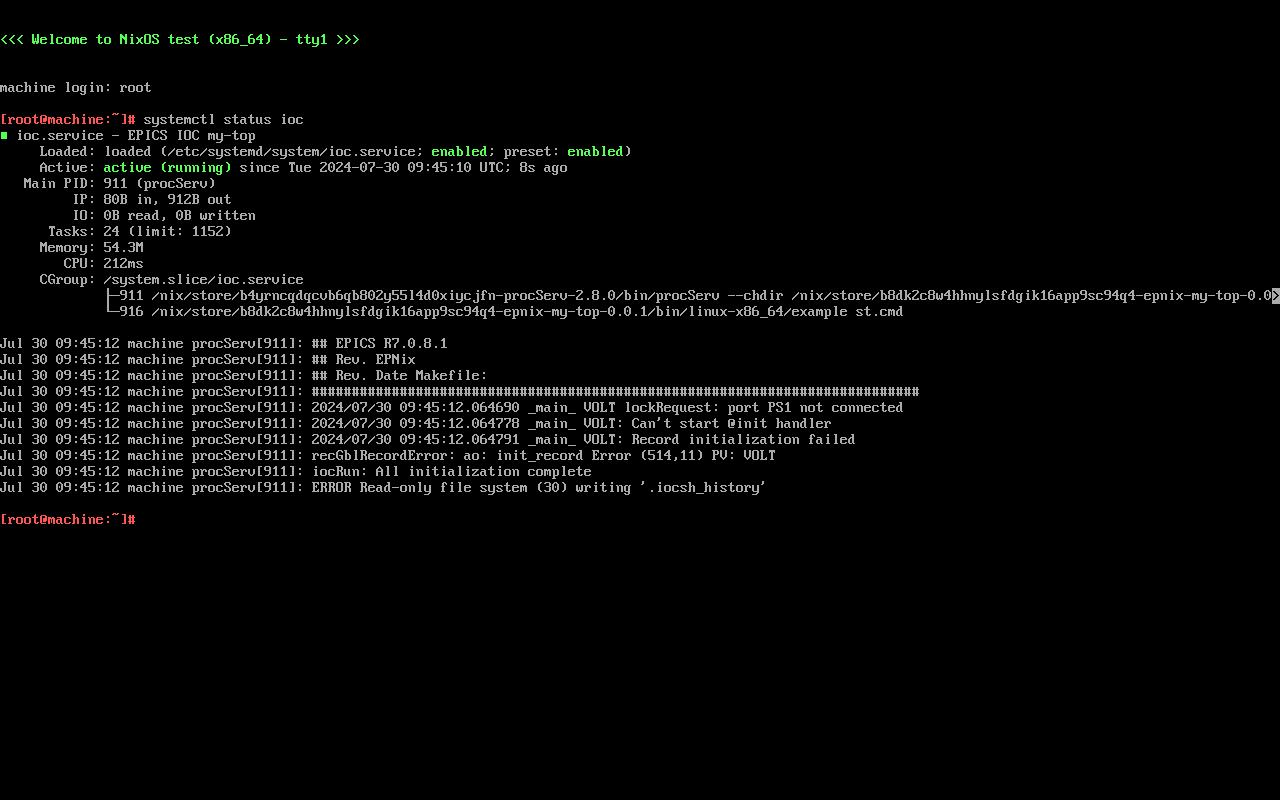 <<< Welcome to NixOS test (x86_64) - tty1 >>>
machine login: root
[root@machine:~]# systemctl status ioc
■ ioc.service - EPICS IOC my-top
Loaded: loaded (/etc/systemd/system/ioc.service; enabled; preset: enabled)
Active: active (running) since Tue 2024-07-30 09:45:10 UTC; 8s ago
Main PID: 911 (procServ)
IP: 80B in, 912B out
IO: 0B read, 0B written
Tasks: 24 (limit: 1152)
Memory: 54.3M
CPU: 212ms
CGroup: /system.slice/ioc.service
├─911 /nix/store/b4yrncqdqcvb6qb802y55l4d0xiycjfn-procServ-2.8.0/bin/procServ --chdir /nix/store/b8dk2c8w4hhnylsfdgik16app9sc94q4-epnix-my-top-0.0>
└─916 /nix/store/b8dk2c8w4hhnylsfdgik16app9sc94q4-epnix-my-top-0.0.1/bin/linux-x86_64/example st.cmd
Jul 30 09:45:12 machine procServ[911]: ## EPICS R7.0.8.1
Jul 30 09:45:12 machine procServ[911]: ## Rev. EPNix
Jul 30 09:45:12 machine procServ[911]: ## Rev. Date Makefile:
Jul 30 09:45:12 machine procServ[911]: ############################################################################
Jul 30 09:45:12 machine procServ[911]: 2024/07/30 09:45:12.064690 _main_ VOLT lockRequest: port PS1 not connected
Jul 30 09:45:12 machine procServ[911]: 2024/07/30 09:45:12.064778 _main_ VOLT: Can't start @init handler
Jul 30 09:45:12 machine procServ[911]: 2024/07/30 09:45:12.064791 _main_ VOLT: Record initialization failed
Jul 30 09:45:12 machine procServ[911]: recGblRecordError: ao: init_record Error (514,11) PV: VOLT
Jul 30 09:45:12 machine procServ[911]: iocRun: All initialization complete
Jul 30 09:45:12 machine procServ[911]: ERROR Read-only file system (30) writing '.iocsh_history'
[root@machine:~]#